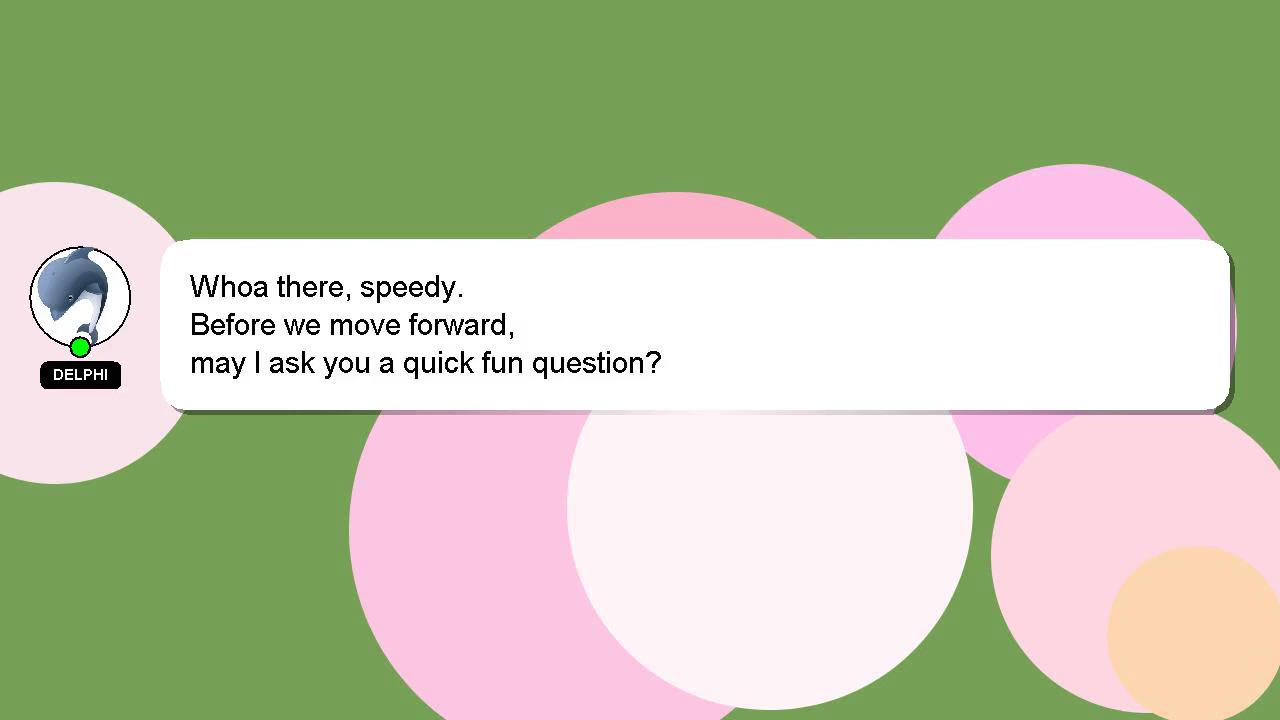 Whoa there, speedy.
Before we move forward,
may I ask you a quick fun question?
DELPHI